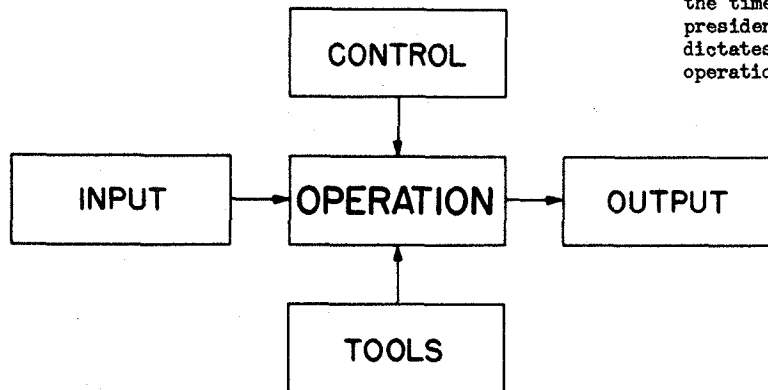 the time
presiden
dictates
operatio
CONTROL
INPUT
OPERATION
OUTPUT
TOOLS